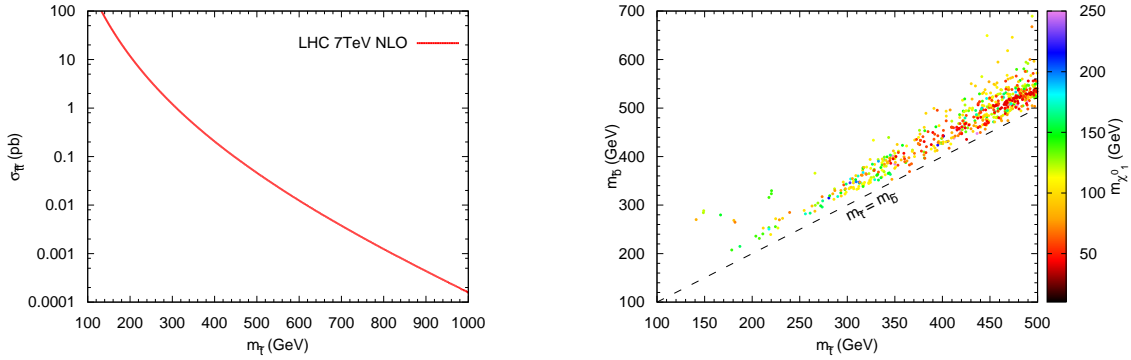 100
10
1
0.1
0.01
0.001
0.0001
σt̃t̃ (pb)
LHC 7TeV NLO
100 200 300 400 500 600 700 800 900 1000
mt̃ (GeV)
700
600
500
400
300
200
100
mb̃ (GeV)
mt̃ = mb̃
100 150 200 250 300 350 400 450 500
mt̃ (GeV)
250
200
150
100
50
mχ⁰₁ (GeV)